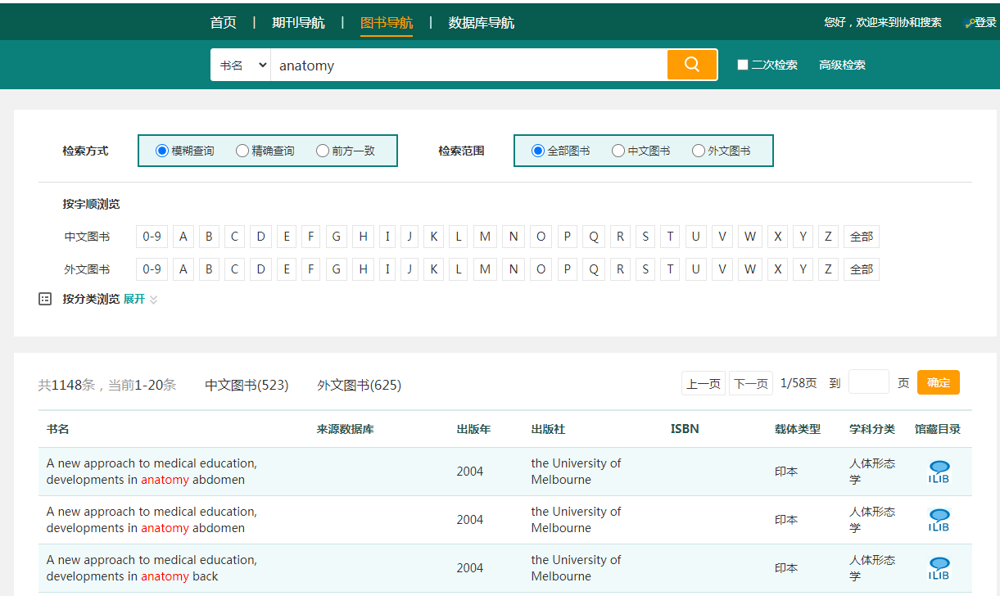 首页 | 期刊导航 | 图书导航 | 数据库导航 您好，欢迎来到协和搜索 登录
书名 anatomy 二次检索 高级检索
检索方式 模糊查询 精确查询 前方一致 检索范围 全部图书 中文图书 外文图书
按字顺浏览
中文图书 0-9 A B C D E F G H I J K L M N O P Q R S T U V W X Y Z 全部
外文图书 0-9 A B C D E F G H I J K L M N O P Q R S T U V W X Y Z 全部
按分类浏览 展开
共1148条，当前1-20条 中文图书(523) 外文图书(625) 上一页 下一页 1/58页 到 页 确定
书名 来源数据库 出版年 出版社 ISBN 载体类型 学科分类 馆藏目录
A new approach to medical education,
developments in anatomy abdomen
2004
the University of
Melbourne
印本
人体形态
学
ILIB
A new approach to medical education,
developments in anatomy abdomen
2004
the University of
Melbourne
印本
人体形态
学
ILIB
A new approach to medical education,
developments in anatomy back
2004
the University of
Melbourne
印本
人体形态
学
ILIB